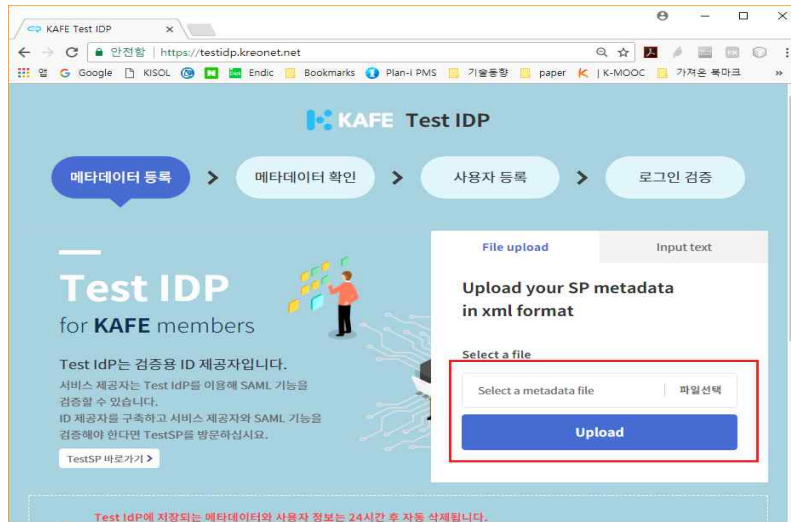 KAFE Test IDP
안전함 | https://testidp.kreonet.net
앱 Google KISOL Endic Bookmarks Plan-I PMS 기술동향 paper | K-MOOC 가져온 북마크
KAFE Test IDP
메타데이터 등록 > 메타데이터 확인 > 사용자 등록 > 로그인 검증
File upload Input text
Test IDP
for KAFE members
Upload your SP metadata
in xml format
Test IdP는 검증용 ID 제공자입니다.
서비스 제공자는 Test IdP를 이용해 SAML 기능을
검증할 수 있습니다.
ID 제공자를 구축하고 서비스 제공자와 SAML 기능을
검증해야 한다면 TestSP를 방문하십시요.
TestSP 바로가기 >
Select a file
Select a metadata file 파일선택
Upload
Test IdP에 저장되는 메타데이터와 사용자 정보는 24시간 후 자동 삭제됩니다.